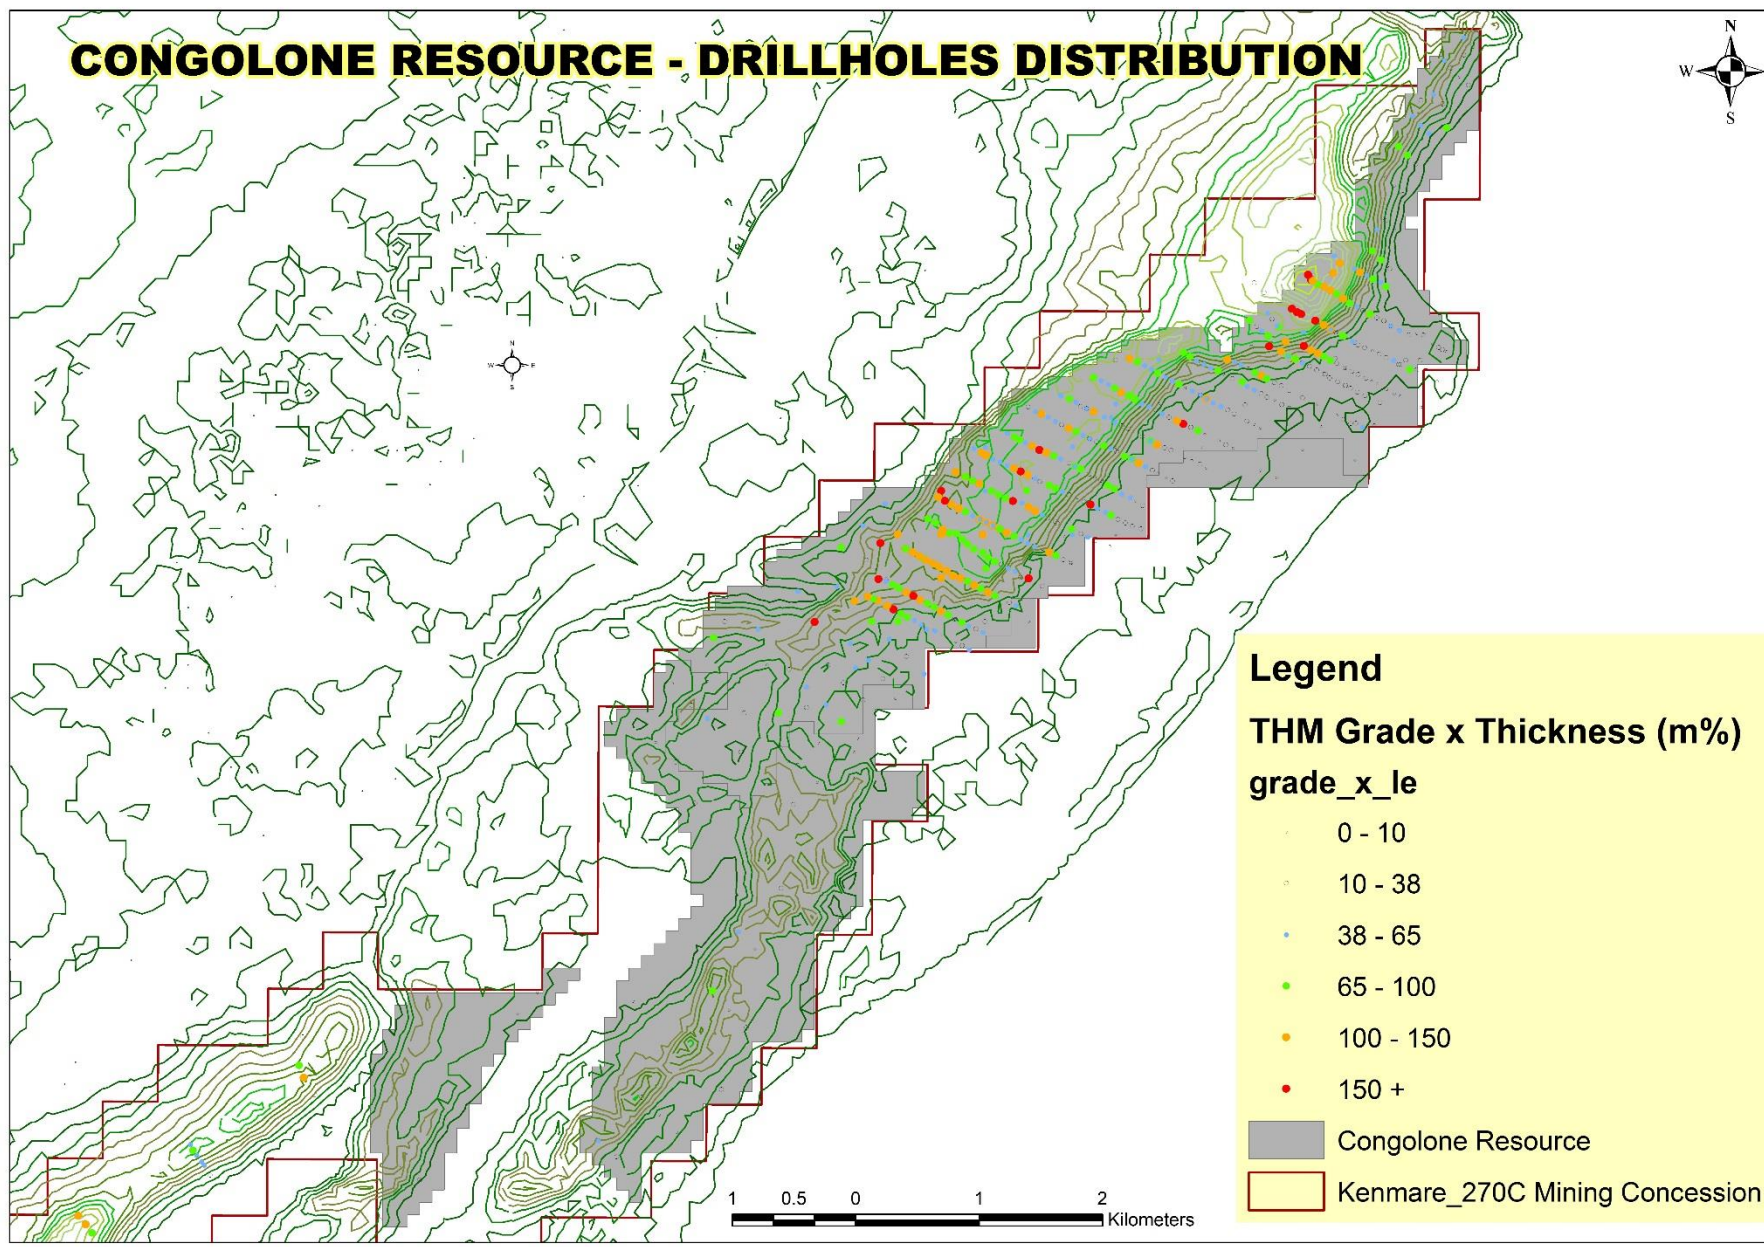 CONGOLONE RESOURCE - DRILLHOLES DISTRIBUTION
N
W
S
N
W E
S
Legend
THM Grade x Thickness (m%)
grade_x_le
0 - 10
10 - 38
38 - 65
65 - 100
100 - 150
150 +
Congolone Resource
Kenmare_270C Mining Concession
1 0.5 0 1 2
Kilometers